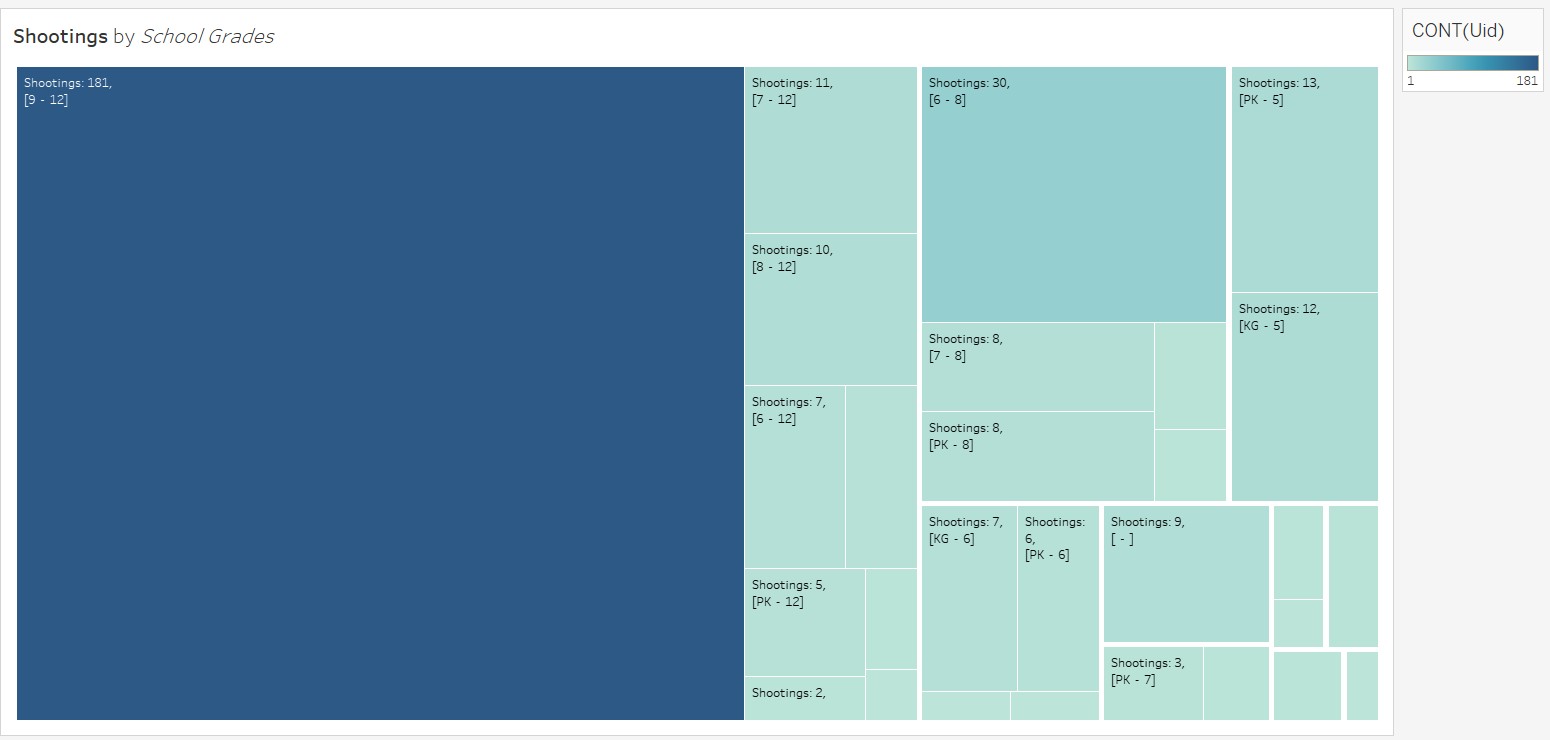 Shootings by School Grades
Shootings: 181,
[9 - 12]
Shootings: 11,
[7 - 12]
Shootings: 10,
[8 - 12]
Shootings: 7,
[6 - 12]
Shootings: 5,
[PK - 12]
Shootings: 2,
Shootings: 30,
[6 - 8]
Shootings: 8,
[7 - 8]
Shootings: 8,
[PK - 8]
Shootings: 13,
[PK - 5]
Shootings: 12,
[KG - 5]
Shootings: 7,
[KG - 6]
Shootings:
6,
[PK - 6]
Shootings: 9,
[ - ]
Shootings: 3,
[PK - 7]
CONT(Uid)
1 181